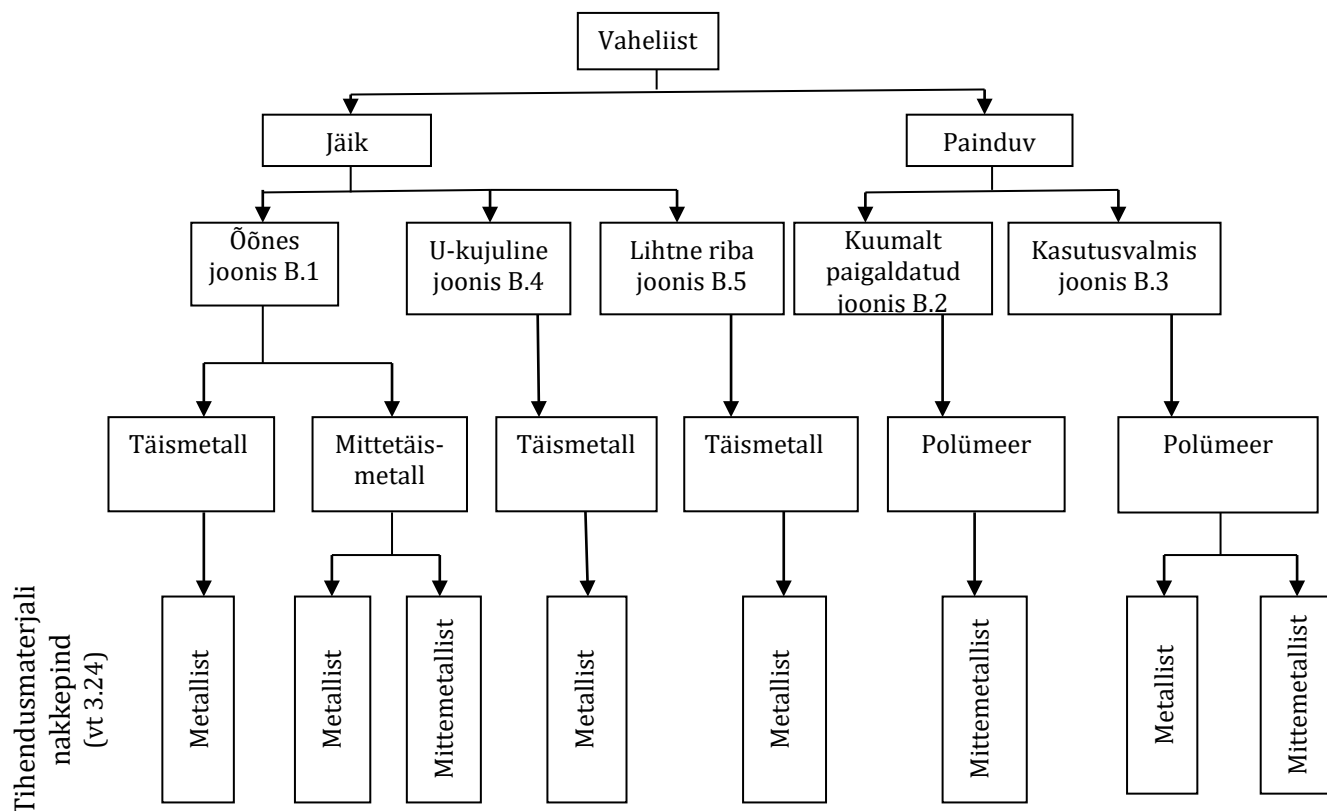 Vaheliist
Jäik
Painduv
Õõnes
joonis B.1
U-kujuline
joonis B.4
Lihtne riba
joonis B.5
Kuumalt
paigaldatud
joonis B.2
Kasutusvalmis
joonis B.3
Täismetall
Mittetäis-
metall
Täismetall
Täismetall
Polümeer
Polümeer
Tihendusmaterjali
nakkepind
(vt 3.24)
Metallist
Metallist
Mittemetallist
Metallist
Metallist
Mittemetallist
Metallist
Mittemetallist